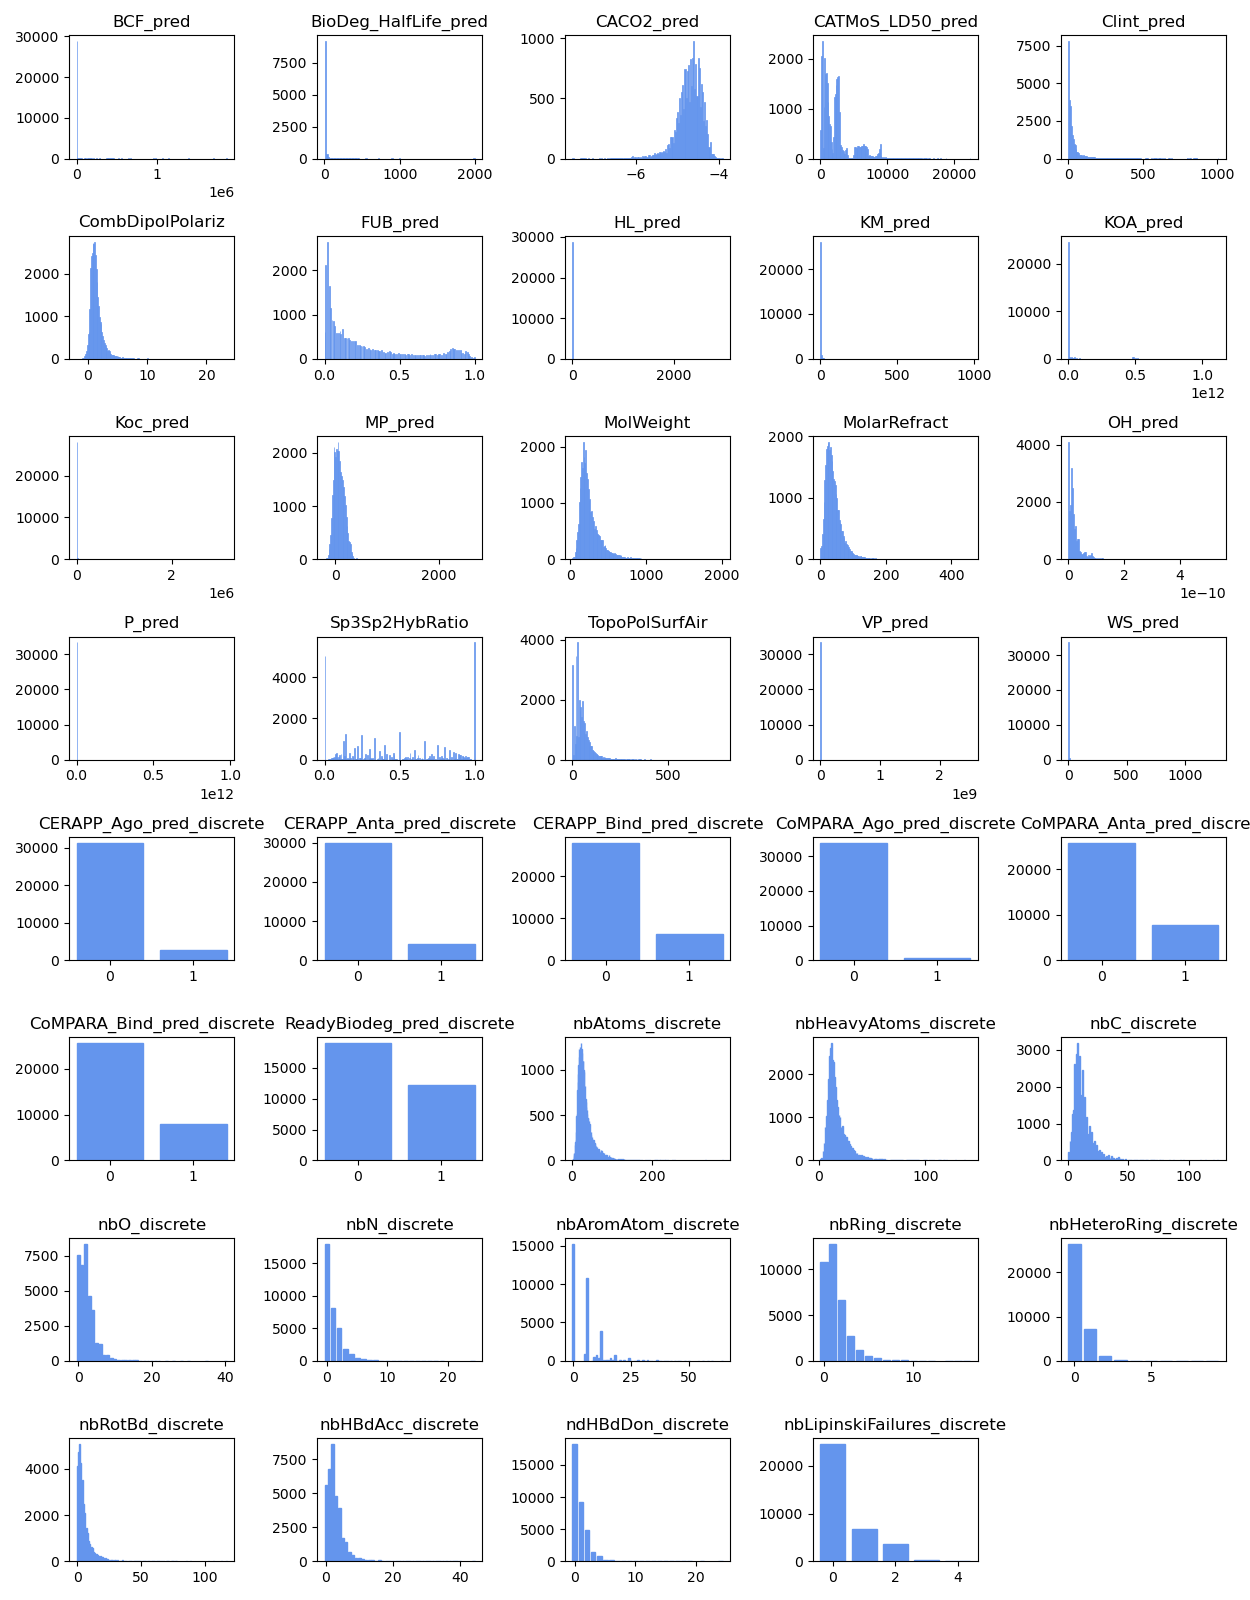 BCF_pred BioDeg_HalfLife_pred CACO2_pred CATMoS_LD50_pred Clint_pred
30000 20000 10000 0
0 1
1e6
7500 5000 2500 0
0 1000 2000
1000 500 0
−6 −4
2000 1000 0
0 10000 20000
7500 5000 2500 0
0 500 1000
CombDipolPolariz FUB_pred HL_pred KM_pred KOA_pred
2000 1000 0
0 10 20
2000 1000 0
0.0 0.5 1.0
30000 20000 10000 0
0 2000
20000 10000 0
0 500 1000
20000 10000 0
0.0 0.5 1.0
1e12
Koc_pred MP_pred MolWeight MolarRefract OH_pred
20000 10000 0
0 2
1e6
2000 1000 0
0 2000
2000 1000 0
0 1000 2000
2000 1000 0
0 200 400
4000 2000 0
0 2 4
1e−10
P_pred Sp3Sp2HybRatio TopoPolSurfAir VP_pred WS_pred
30000 20000 10000 0
0.0 0.5 1.0
1e12
4000 2000 0
0.0 0.5 1.0
4000 2000 0
0 500
30000 20000 10000 0
0 1 2
1e9
30000 20000 10000 0
0 500 1000
CERAPP_Ago_pred_discrete CERAPP_Anta_pred_discrete CERAPP_Bind_pred_discrete CoMPARA_Ago_pred_discrete CoMPARA_Anta_pred_discre
30000 20000 10000 0
0 1
30000 20000 10000 0
0 1
20000 10000 0
0 1
30000 20000 10000 0
0 1
20000 10000 0
0 1
CoMPARA_Bind_pred_discrete ReadyBiodeg_pred_discrete nbAtoms_discrete nbHeavyAtoms_discrete nbC_discrete
20000 10000 0
0 1
15000 10000 5000 0
0 1
1000 500 0
0 200
2000 1000 0
0 100
3000 2000 1000 0
0 50 100
nbO_discrete nbN_discrete nbAromAtom_discrete nbRing_discrete nbHeteroRing_discrete
7500 5000 2500 0
0 20 40
15000 10000 5000 0
0 10 20
15000 10000 5000 0
0 25 50
10000 5000 0
0 10
20000 10000 0
0 5
nbRotBd_discrete nbHBdAcc_discrete ndHBdDon_discrete nbLipinskiFailures_discrete
4000 2000 0
0 50 100
7500 5000 2500 0
0 20 40
15000 10000 5000 0
0 10 20
20000 10000 0
0 2 4